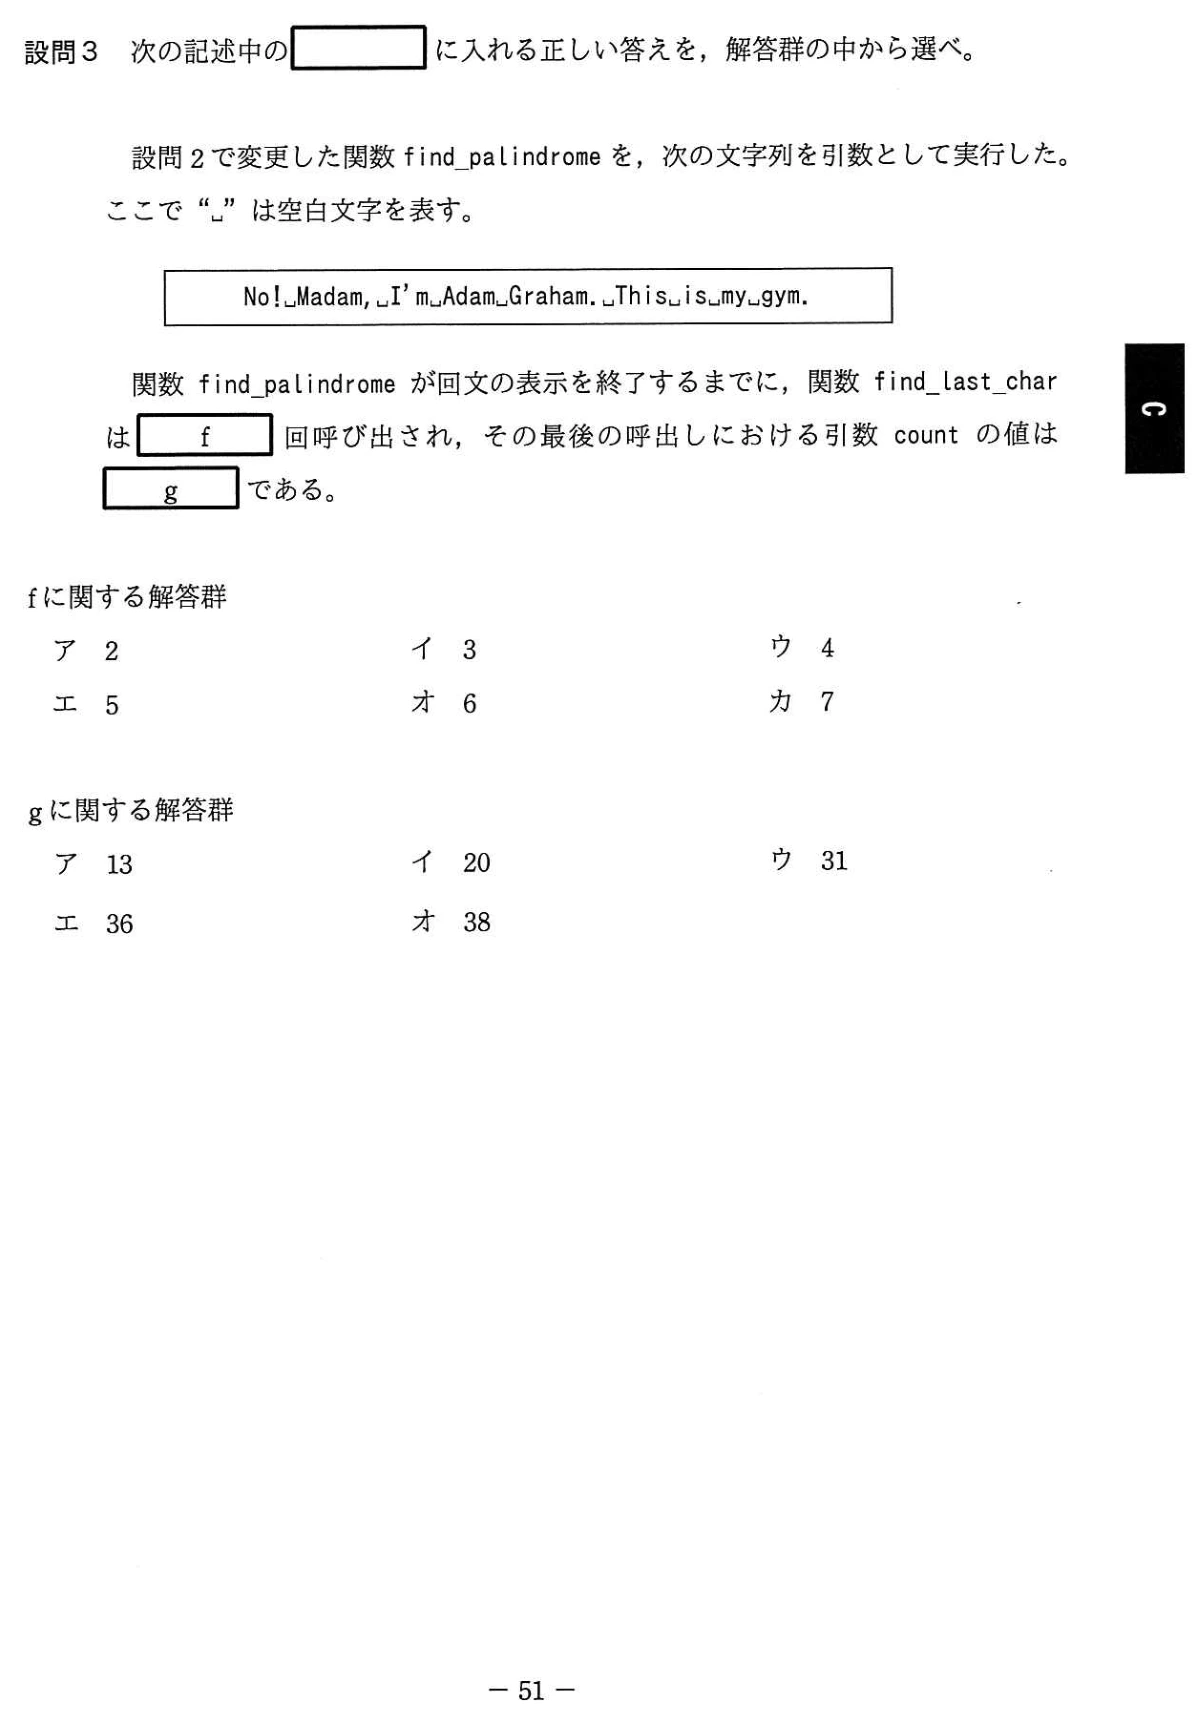 設問3 次の記述中の に入れる正しい答えを，解答群の中から選べ。
設問2で変更した関数 find_palindrome を，次の文字列を引数として実行した。
ここで“␣”は空白文字を表す。
No!␣Madam,␣I'm␣Adam␣Graham.␣This␣is␣my␣gym.
関数 find_palindrome が回文の表示を終了するまでに，関数 find_last_char
は f 回呼び出され，その最後の呼出しにおける引数 count の値は
g である。
C
fに関する解答群
ア 2 イ 3 ウ 4
エ 5 オ 6 カ 7
gに関する解答群
ア 13 イ 20 ウ 31
エ 36 オ 38
－ 51 －